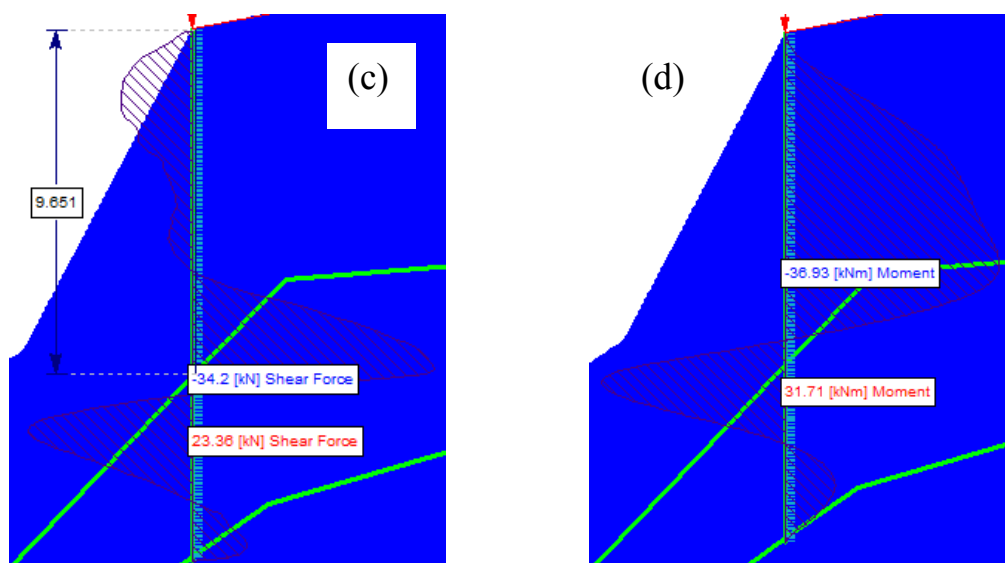 (c)
9.651
-34.2 [kN] Shear Force
23.36 [kN] Shear Force
(d)
-36.93 [kNm] Moment
31.71 [kNm] Moment